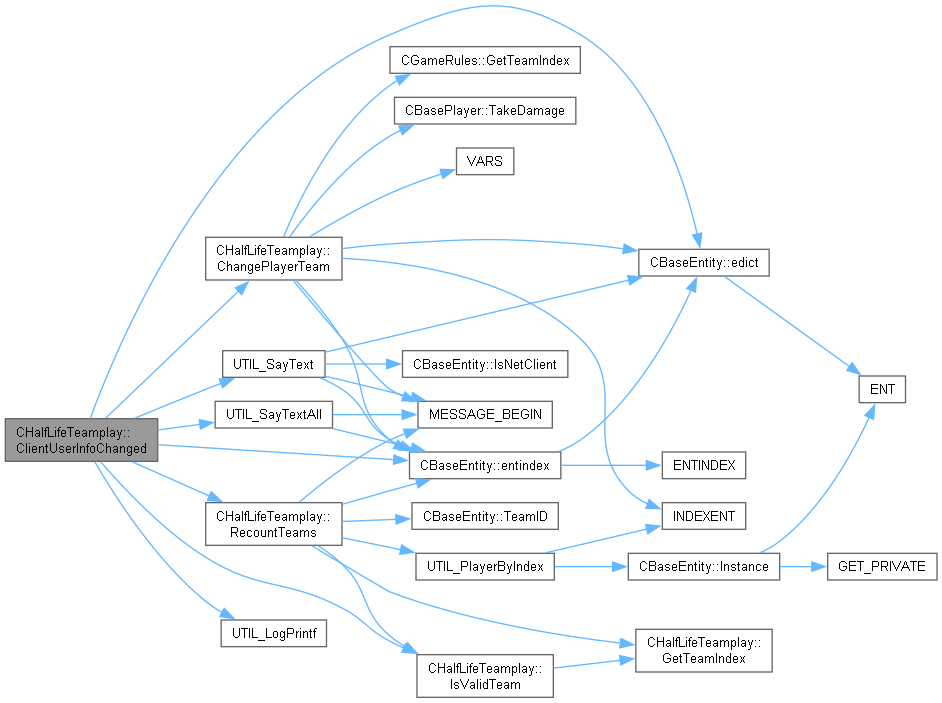 CGameRules::GetTeamIndex
CBasePlayer::TakeDamage
VARS
CHalfLifeTeamplay::
ChangePlayerTeam
CBaseEntity::edict
UTIL_SayText
CBaseEntity::IsNetClient
ENT
UTIL_SayTextAll
MESSAGE_BEGIN
CHalfLifeTeamplay::
ClientUserInfoChanged
CBaseEntity::entindex
ENTINDEX
CHalfLifeTeamplay::
RecountTeams
CBaseEntity::TeamID
INDEXENT
UTIL_PlayerByIndex
CBaseEntity::Instance
GET_PRIVATE
UTIL_LogPrintf
CHalfLifeTeamplay::
GetTeamIndex
CHalfLifeTeamplay::
IsValidTeam